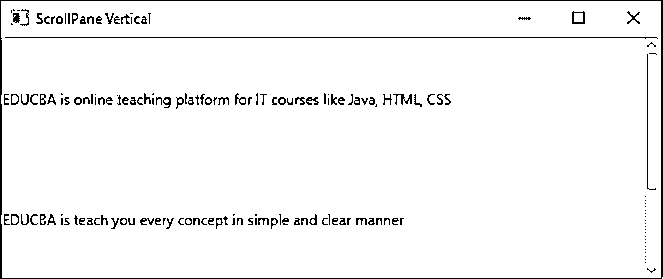 ScrollPane Vertical
EDUCBA is online teaching platform for IT courses like Java, HTML, CSS
EDUCBA is teach you every concept in simple and clear manner